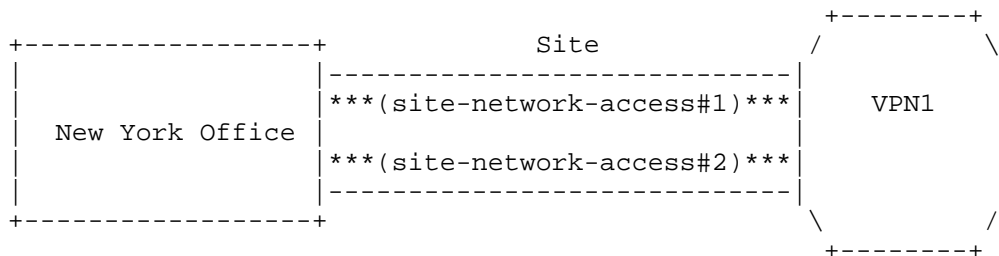 Site
***(site-network-access#1)*** VPN1
New York Office
***(site-network-access#2)***